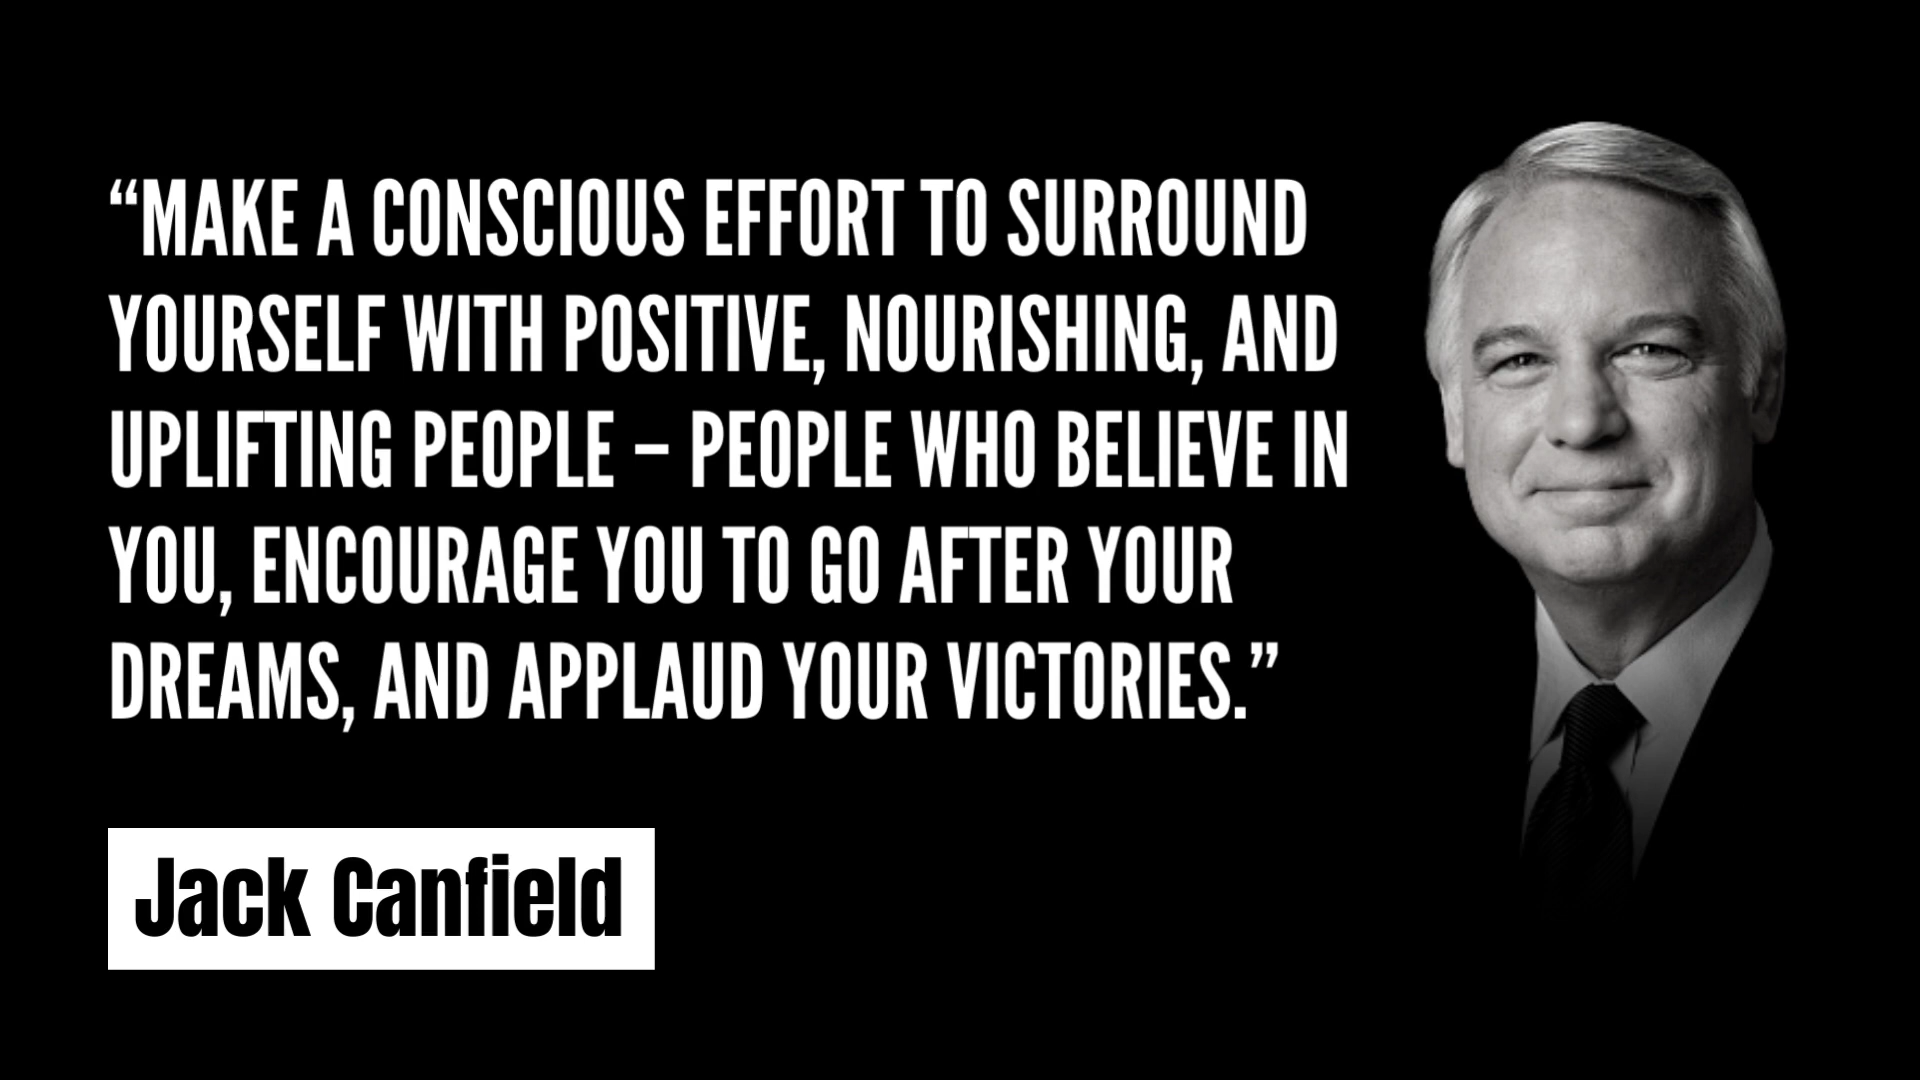 “MAKE A CONSCIOUS EFFORT TO SURROUND
YOURSELF WITH POSITIVE, NOURISHING, AND
UPLIFTING PEOPLE – PEOPLE WHO BELIEVE IN
YOU, ENCOURAGE YOU TO GO AFTER YOUR
DREAMS, AND APPLAUD YOUR VICTORIES.”
Jack Canfield